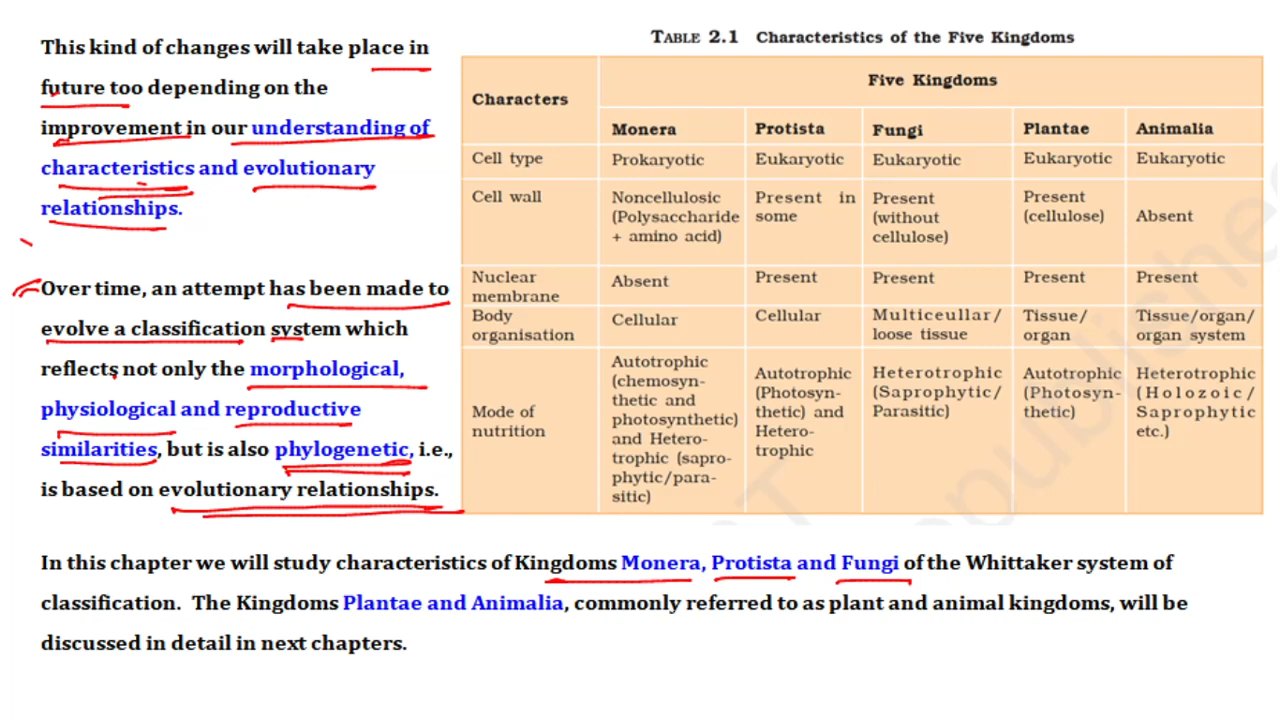 This kind of changes will take place in
future too depending on the
improvement in our understanding of
characteristics and evolutionary
relationships.
Over time, an attempt has been made to
evolve a classification system which
reflects not only the morphological,
physiological and reproductive
similarities, but is also phylogenetic, i.e.,
is based on evolutionary relationships.
TABLE 2.1 Characteristics of the Five Kingdoms
Characters
Five Kingdoms
Monera Protista Fungi Plantae Animalia
Cell type Prokaryotic Eukaryotic Eukaryotic Eukaryotic Eukaryotic
Cell wall
Noncellulosic
(Polysaccharide
+ amino acid)
Present in
some
Present
(without
cellulose)
Present
(cellulose)
Absent
Nuclear
membrane
Absent
Present
Present
Present
Present
Body
organisation
Cellular
Cellular
Multiceullar/
loose tissue
Tissue/
organ
Tissue/organ/
organ system
Mode of
nutrition
Autotrophic
(chemosyn-
thetic and
photosynthetic)
and Hetero-
trophic (sapro-
phytic/para-
sitic)
Autotrophic
(Photosyn-
thetic) and
Hetero-
trophic
Heterotrophic
(Saprophytic/
Parasitic)
Autotrophic
(Photosyn-
thetic)
Heterotrophic
(Holozoic/
Saprophytic
etc.)
In this chapter we will study characteristics of Kingdoms Monera, Protista and Fungi of the Whittaker system of
classification. The Kingdoms Plantae and Animalia, commonly referred to as plant and animal kingdoms, will be
discussed in detail in next chapters.